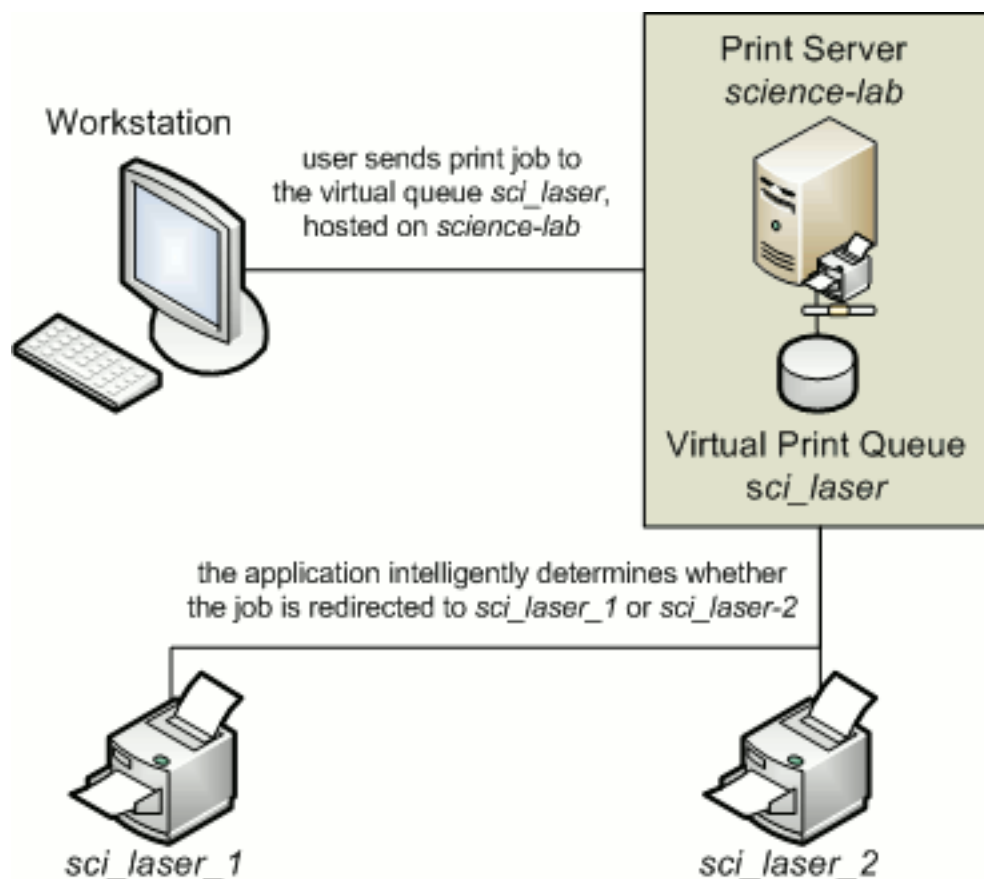 Print Server
science-lab
Workstation
user sends print job to
the virtual queue sci_laser,
hosted on science-lab
Virtual Print Queue
sci_laser
the application intelligently determines whether
the job is redirected to sci_laser_1 or sci_laser-2
sci_laser_1
sci_laser_2